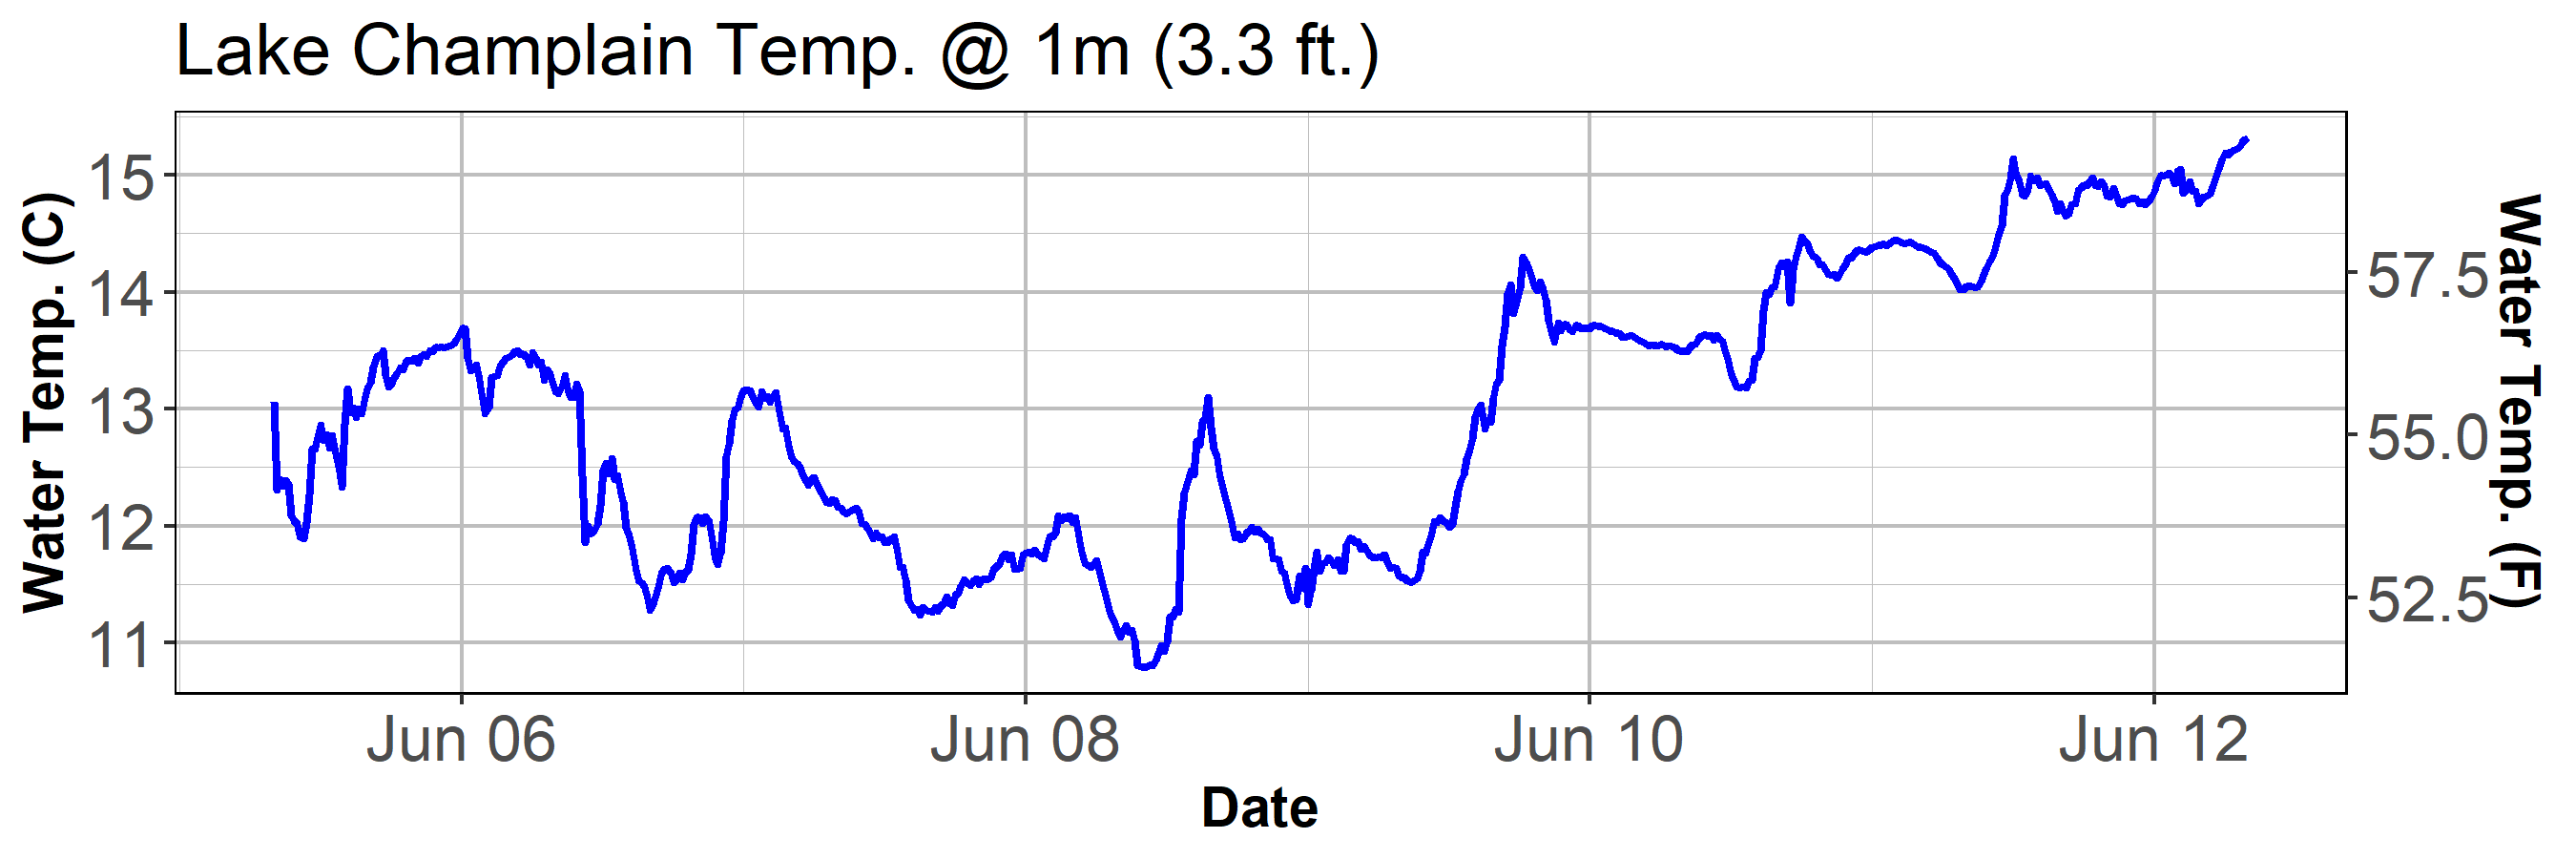 Lake Champlain Temp. @ 1m (3.3 ft.)
Water Temp. (C)
15
14
13
12
11
57.5
55.0
52.5
Water Temp. (F)
Jun 06
Jun 08
Jun 10
Jun 12
Date